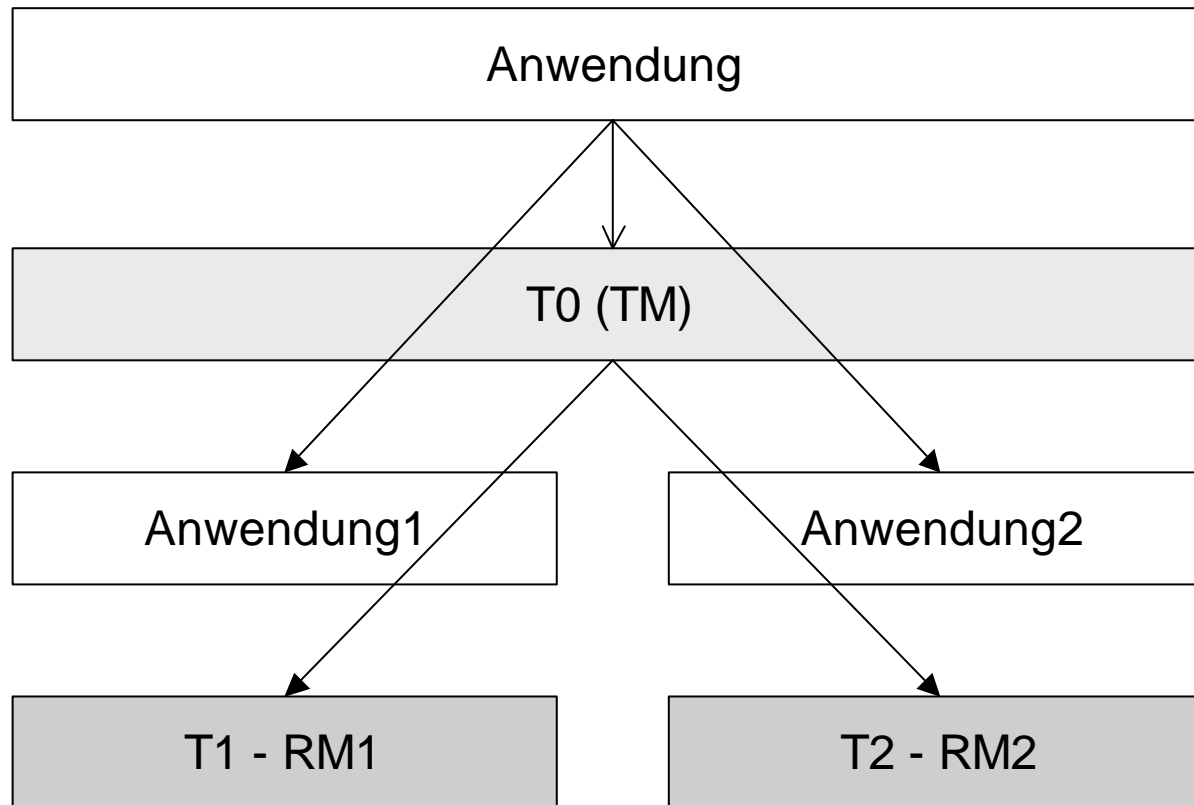 Anwendung
T0 (TM)
Anwendung1
Anwendung2
T1 - RM1
T2 - RM2